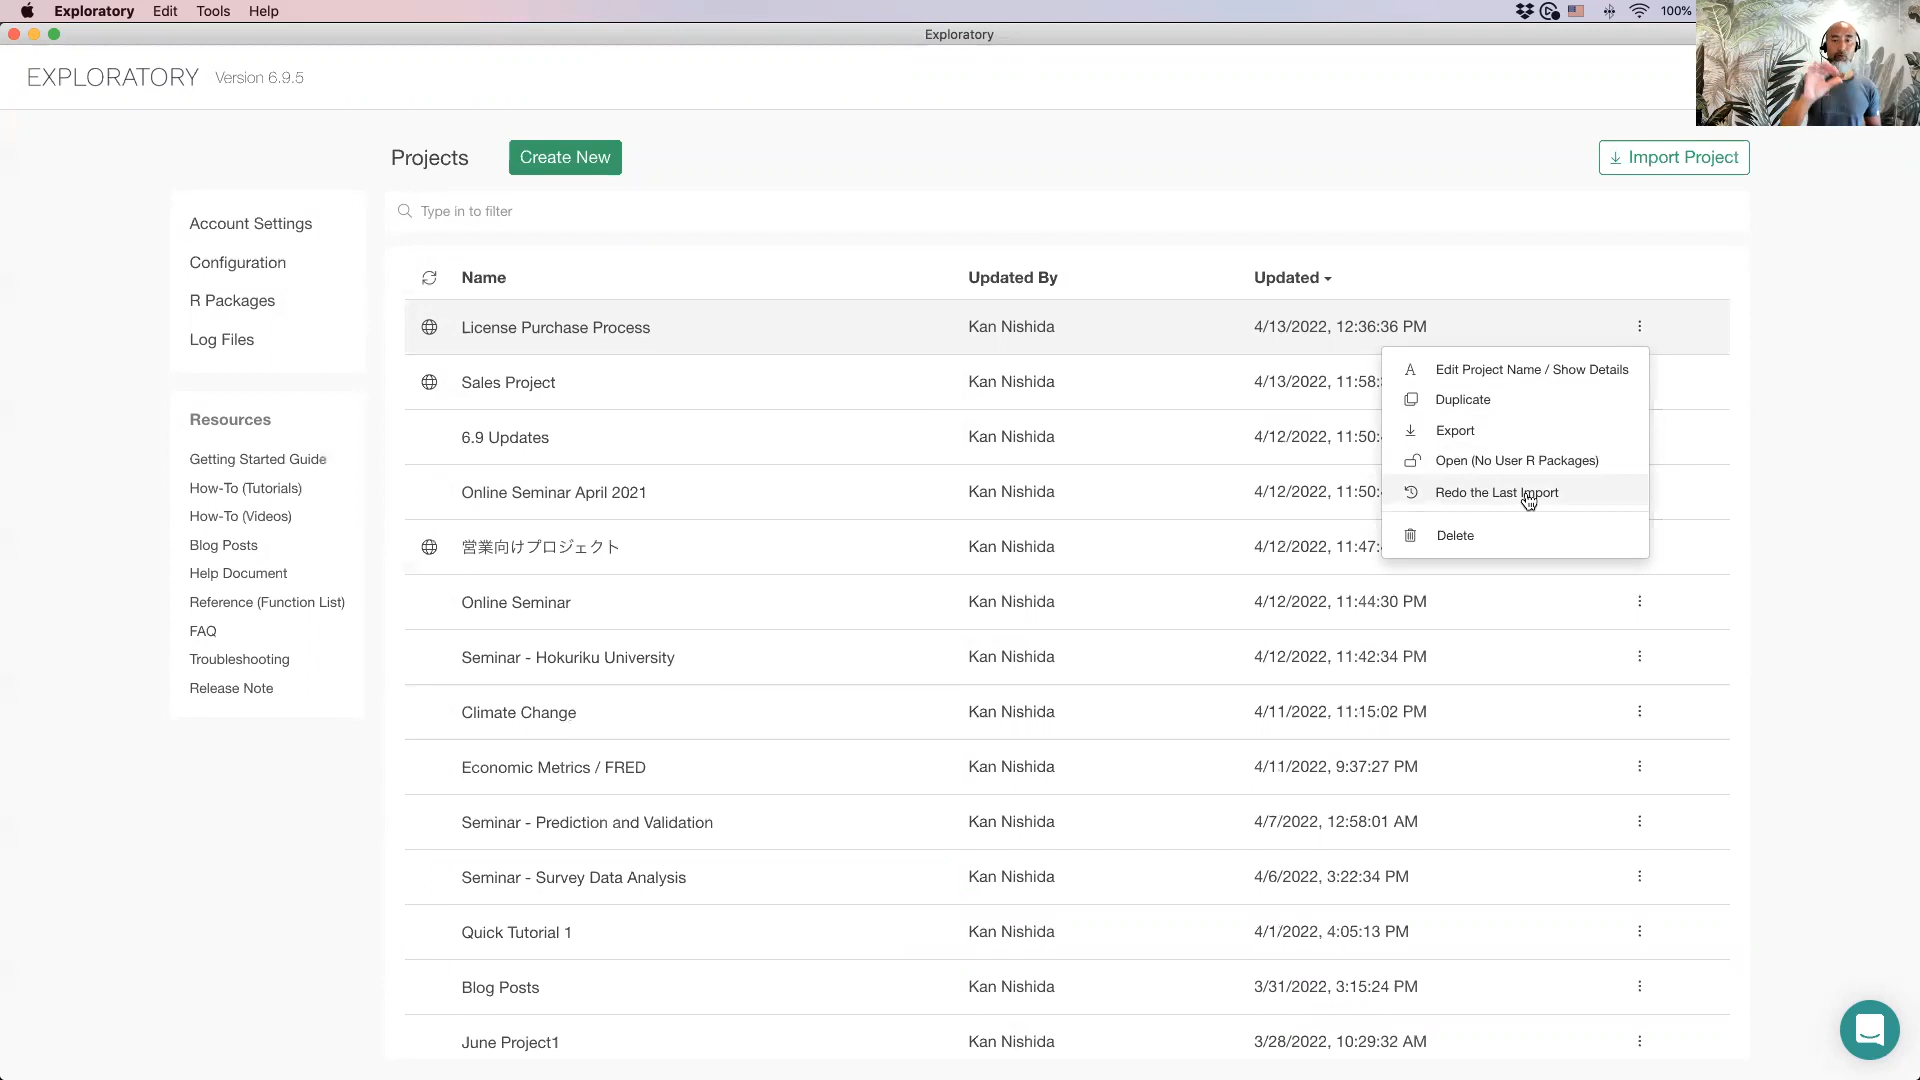 Exploratory Edit Tools Help 100%
Exploratory
EXPLORATORY Version 6.9.5
Projects Create New Import Project
Type in to filter
Account Settings
Configuration
R Packages
Log Files
Resources
Getting Started Guide
How-To (Tutorials)
How-To (Videos)
Blog Posts
Help Document
Reference (Function List)
FAQ
Troubleshooting
Release Note
Name Updated By Updated
License Purchase Process Kan Nishida 4/13/2022, 12:36:36 PM
Sales Project Kan Nishida 4/13/2022, 11:58:
6.9 Updates Kan Nishida 4/12/2022, 11:50:
Online Seminar April 2021 Kan Nishida 4/12/2022, 11:50:
営業向けプロジェクト Kan Nishida 4/12/2022, 11:47:
Online Seminar Kan Nishida 4/12/2022, 11:44:30 PM
Seminar - Hokuriku University Kan Nishida 4/12/2022, 11:42:34 PM
Climate Change Kan Nishida 4/11/2022, 11:15:02 PM
Economic Metrics / FRED Kan Nishida 4/11/2022, 9:37:27 PM
Seminar - Prediction and Validation Kan Nishida 4/7/2022, 12:58:01 AM
Seminar - Survey Data Analysis Kan Nishida 4/6/2022, 3:22:34 PM
Quick Tutorial 1 Kan Nishida 4/1/2022, 4:05:13 PM
Blog Posts Kan Nishida 3/31/2022, 3:15:24 PM
June Project1 Kan Nishida 3/28/2022, 10:29:32 AM
Edit Project Name / Show Details
Duplicate
Export
Open (No User R Packages)
Redo the Last Import
Delete